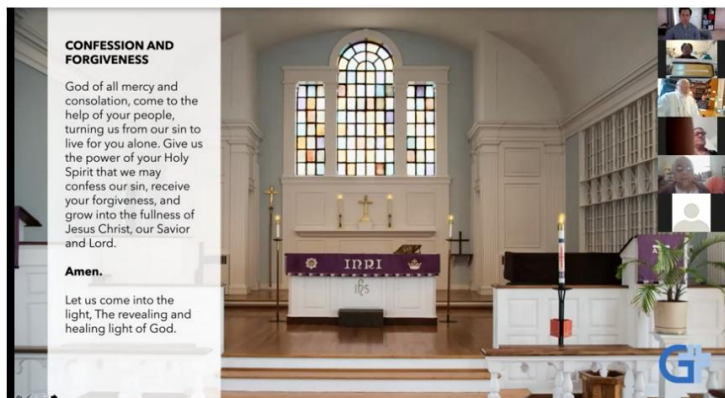 CONFESSION AND
FORGIVENESS
God of all mercy and
consolation, come to the
help of your people,
turning us from our sin to
live for you alone. Give us
the power of your Holy
Spirit that we may
confess our sin, receive
your forgiveness, and
grow into the fullness of
Jesus Christ, our Savior
and Lord.
Amen.
Let us come into the
light, The revealing and
healing light of God.
INRI
IHS
G